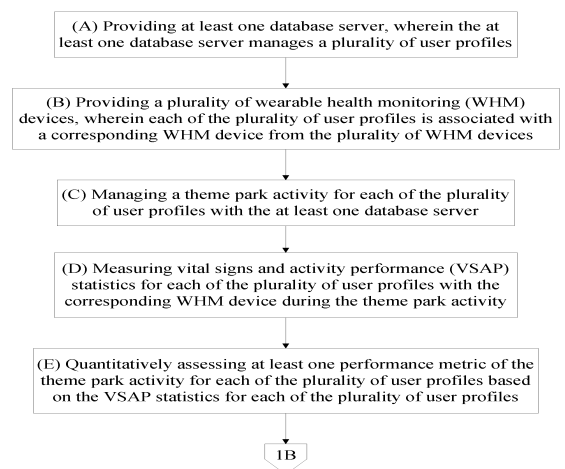 (A) Providing at least one database server, wherein the at
least one database server manages a plurality of user profiles
(B) Providing a plurality of wearable health monitoring (WHM)
devices, wherein each of the plurality of user profiles is associated with
a corresponding WHM device from the plurality of WHM devices
(C) Managing a theme park activity for each of the plurality
of user profiles with the at least one database server
(D) Measuring vital signs and activity performance (VSAP)
statistics for each of the plurality of user profiles with the
corresponding WHM device during the theme park activity
(E) Quantitatively assessing at least one performance metric of the
theme park activity for each of the plurality of user profiles based
on the VSAP statistics for each of the plurality of user profiles
1B